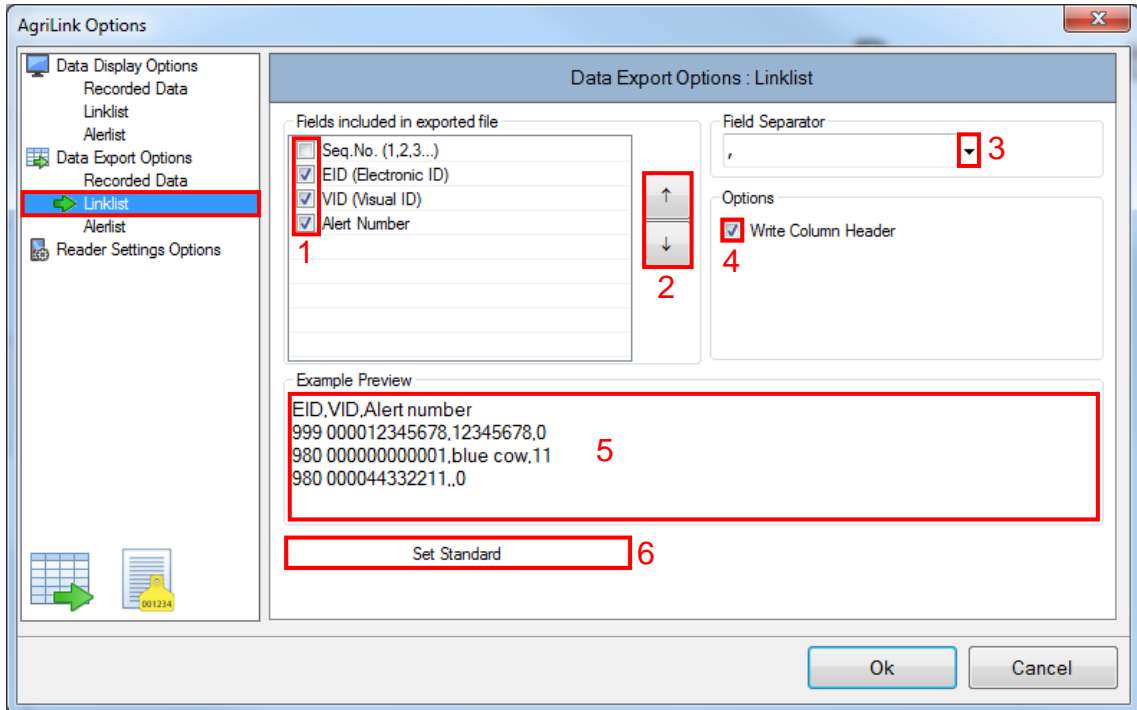 AgriLink Options
x
Data Display Options
Recorded Data
Linklist
Alertlist
Data Export Options
Recorded Data
Linklist
Alertlist
Reader Settings Options
001234
Data Export Options : Linklist
Fields included in exported file
Seq.No. (1,2,3...)
EID (Electronic ID)
VID (Visual ID)
Alert Number
1
↑
↓
2
Field Separator
,
3
Options
Write Column Header
4
Example Preview
EID,VID,Alert number
999 000012345678,12345678,0
980 000000000001,blue cow,11
980 000044332211,,0
5
Set Standard
6
Ok
Cancel